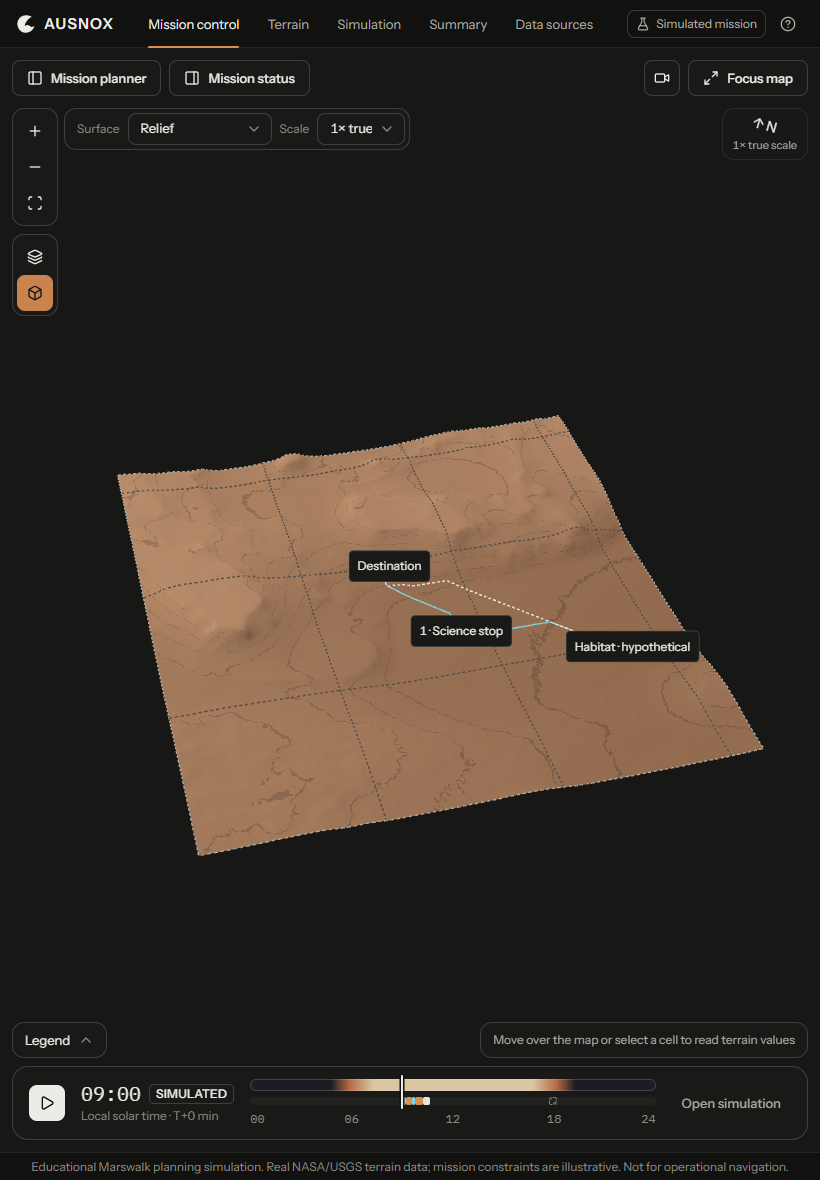 AUSNOX
Mission control
Terrain
Simulation
Summary
Data sources
Simulated mission
Mission planner
Mission status
Focus map
Surface
Relief
Scale
1× true
N
1× true scale
Destination
1 · Science stop
Habitat · hypothetical
Legend
Move over the map or select a cell to read terrain values
09:00 SIMULATED
Local solar time · T+0 min
00 06 12 18 24
Open simulation
Educational Marswalk planning simulation. Real NASA/USGS terrain data; mission constraints are illustrative. Not for operational navigation.